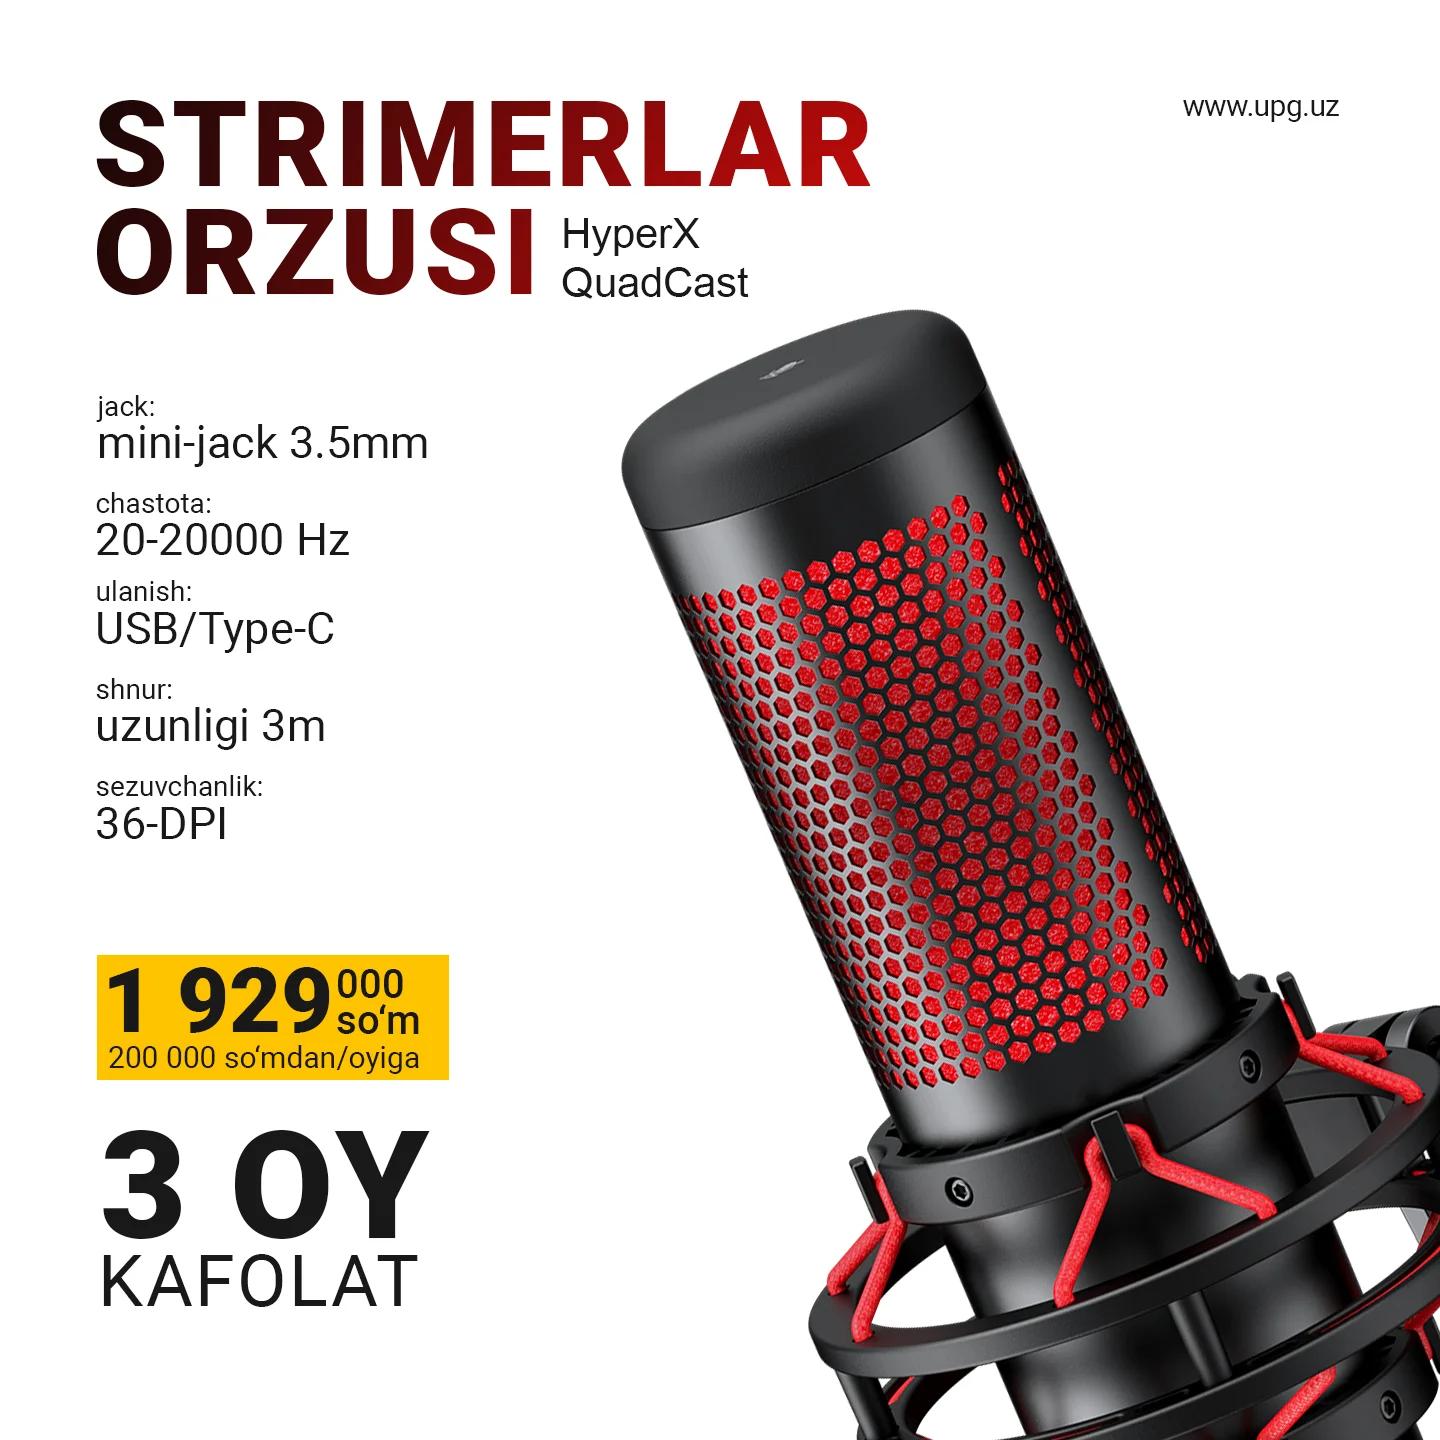 STRIMERLAR
ORZUSI
HyperX
QuadCast
www.upg.uz
jack:
mini-jack 3.5mm
chastota:
20-20000 Hz
ulanish:
USB/Type-C
shnur:
uzunligi 3m
sezuvchanlik:
36-DPI
1 929 000
so‘m
200 000 so‘mdan/oyiga
3 OY
KAFOLAT